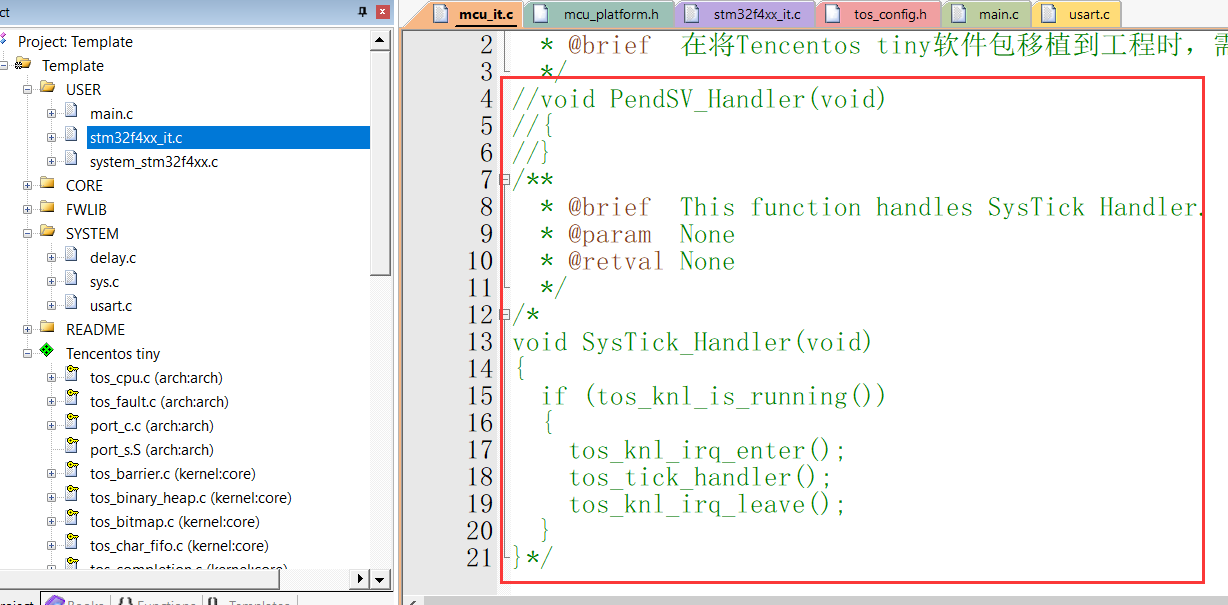 ct
Project: Template
Template
USER
main.c
stm32f4xx_it.c
system_stm32f4xx.c
CORE
FWLIB
SYSTEM
delay.c
sys.c
usart.c
README
Tencentos tiny
tos_cpu.c (arch:arch)
tos_fault.c (arch:arch)
port_c.c (arch:arch)
port_s.S (arch:arch)
tos_barrier.c (kernel:core)
tos_binary_heap.c (kernel:core)
tos_bitmap.c (kernel:core)
tos_char_fifo.c (kernel:core)
tos_completion.c (kernel:core)
mcu_it.c
mcu_platform.h
stm32f4xx_it.c
tos_config.h
main.c
usart.c
2 * @brief 在将Tencentos tiny软件包移植到工程时，需
3 */
4 //void PendSV_Handler(void)
5 //{
6 //}
7 /**
8 * @brief This function handles SysTick Handler.
9 * @param None
10 * @retval None
11 */
12 /*
13 void SysTick_Handler(void)
14 {
15 if (tos_knl_is_running())
16 {
17 tos_knl_irq_enter();
18 tos_tick_handler();
19 tos_knl_irq_leave();
20 }
21 }*/